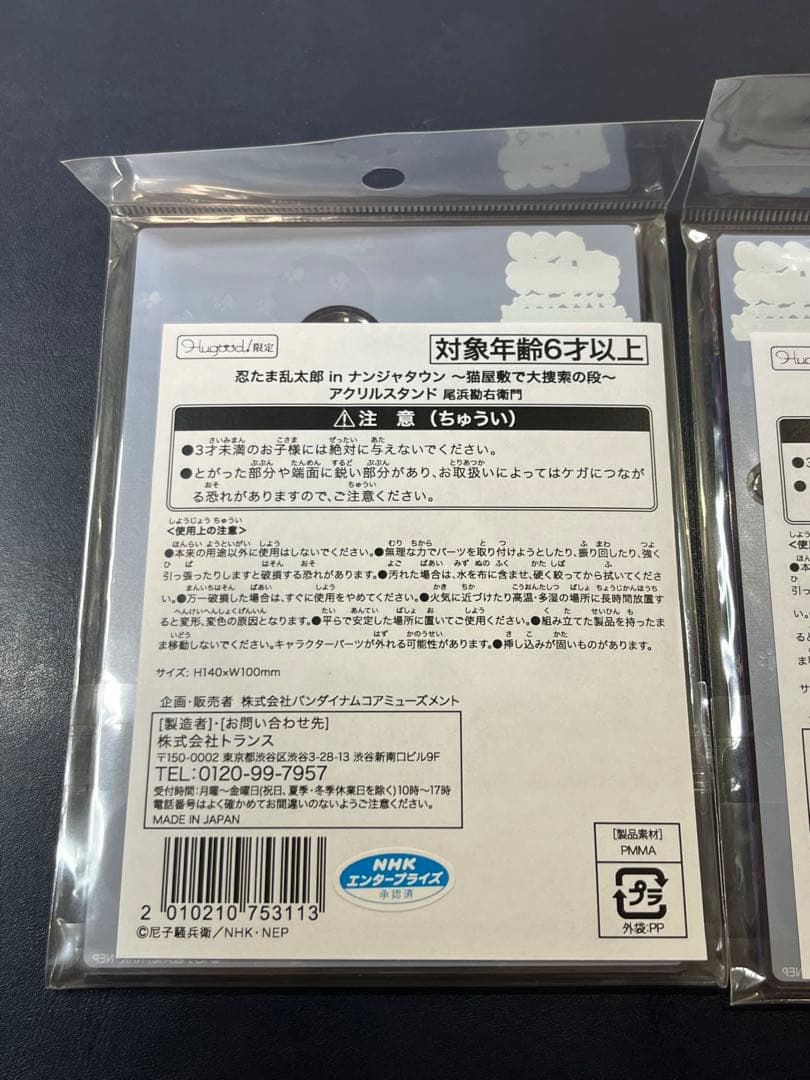 Hugood!限定
対象年齢6才以上
忍たま乱太郎 in ナンジャタウン ～猫屋敷で大捜索の段～
アクリルスタンド 尾浜勘右衛門
⚠注 意（ちゅうい）
●3才未満のお子様には絶対に与えないでください。
●とがった部分や端面に鋭い部分があり、お取扱いによってはケガにつなが
る恐れがありますので、ご注意ください。
<使用上の注意>
●本来の用途以外に使用はしないでください。●無理な力でパーツを取り付けようとしたり、振り回したり、強く
引っ張ったりしますと破損する恐れがあります。●汚れた場合は、水を布に含ませ、硬く絞ってから拭いてくださ
い。●万一破損した場合は、すぐに使用をやめてください。●火気に近づけたり高温・多湿の場所に長時間放置す
ると変形、変色の原因となります。●平らで安定した場所に置いてご使用ください。●組み立てた製品を持ったま
ま移動しないでください。キャラクターパーツが外れる可能性があります。●挿し込みが固いものがあります。
サイズ: H140×W100mm
企画・販売者 株式会社バンダイナムコアミューズメント
[製造者]・[お問い合わせ先]
株式会社トランス
〒150-0002 東京都渋谷区渋谷3-28-13 渋谷新南口ビル9F
TEL:0120-99-7957
受付時間:月曜～金曜日(祝日、夏季・冬季休業日を除く)10時～17時
電話番号はよく確かめてお間違いのないようご注意ください。
MADE IN JAPAN
2 010210 753113
NHK
エンタープライズ
承認済
[製品素材]
PMMA
プラ
外袋:PP
©尼子騒兵衛／NHK・NEP